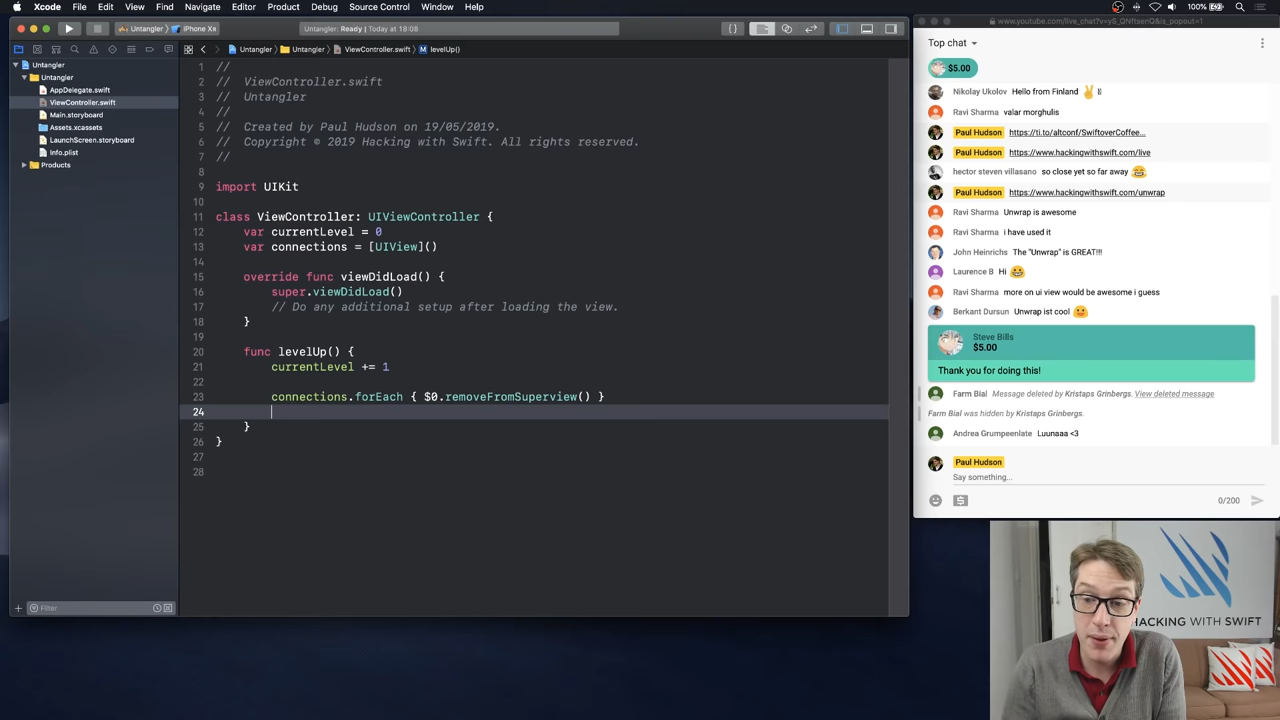 Xcode File Edit View Find Navigate Editor Product Debug Source Control Window Help 100%
Untangler iPhone Xs Untangler: Ready | Today at 18:08
Untangler Untangler ViewController.swift M levelUp()
Untangler
Untangler
AppDelegate.swift
ViewController.swift
Main.storyboard
Assets.xcassets
LaunchScreen.storyboard
Info.plist
Products
Filter
1 //
2 // ViewController.swift
3 // Untangler
4 //
5 // Created by Paul Hudson on 19/05/2019.
6 // Copyright © 2019 Hacking with Swift. All rights reserved.
7 //
8
9 import UIKit
10
11 class ViewController: UIViewController {
12 var currentLevel = 0
13 var connections = [UIView]()
14
15 override func viewDidLoad() {
16 super.viewDidLoad()
17 // Do any additional setup after loading the view.
18 }
19
20 func levelUp() {
21 currentLevel += 1
22
23 connections.forEach { $0.removeFromSuperview() }
24
25 }
26 }
27
28
www.youtube.com/live_chat?v=yS_QNftsenQ&is_popout=1
Top chat
$5.00
Nikolay Ukolov Hello from Finland ✌
Ravi Sharma valar morghulis
Paul Hudson https://ti.to/altconf/SwiftoverCoffee...
Paul Hudson https://www.hackingwithswift.com/live
hector steven villasano so close yet so far away 😂
Paul Hudson https://www.hackingwithswift.com/unwrap
Ravi Sharma Unwrap is awesome
Ravi Sharma i have used it
John Heinrichs The "Unwrap" is GREAT!!!
Laurence B Hi 😁
Ravi Sharma more on ui view would be awesome i guess
Berkant Dursun Unwrap ist cool 😀
Steve Bills
$5.00
Thank you for doing this!
Farm Bial Message deleted by Kristaps Grinbergs. View deleted message
Farm Bial was hidden by Kristaps Grinbergs.
Andrea Grumpeenlate Luunaaa <3
Paul Hudson
Say something...
0/200
HACKING WITH SWIFT